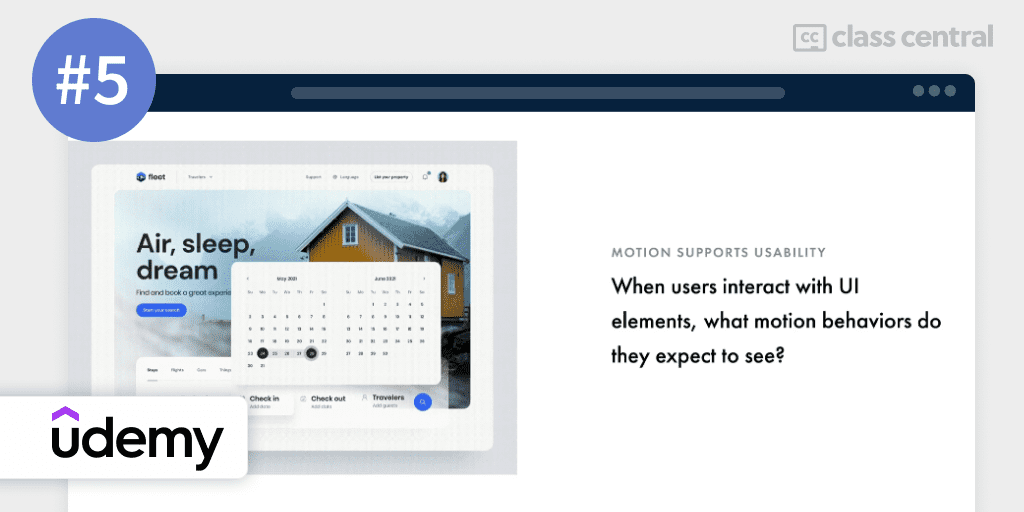 #5
class central
fleet
Travelers
Support
Language
List your property
Air, sleep,
dream
Find and book a great experie
Start your search
May 2021
June 2021
Su Mo Tu We Th Fr Sa
Su Mo Tu We Th Fr Sa
1
1 2 3 4 5
2 3 4 5 6 7 8
6 7 8 9 10 11 12
9 10 11 12 13 14 15
13 14 15 16 17 18 19
16 17 18 19 20 21 22
20 21 22 23 24 25 26
23 24 25 26 27 28 29
27 28 29 30
30 31
Stays
Flights
Cars
Things
Check in
Add date
Check out
Add date
Travelers
Add guests
MOTION SUPPORTS USABILITY
When users interact with UI
elements, what motion behaviors do
they expect to see?
udemy